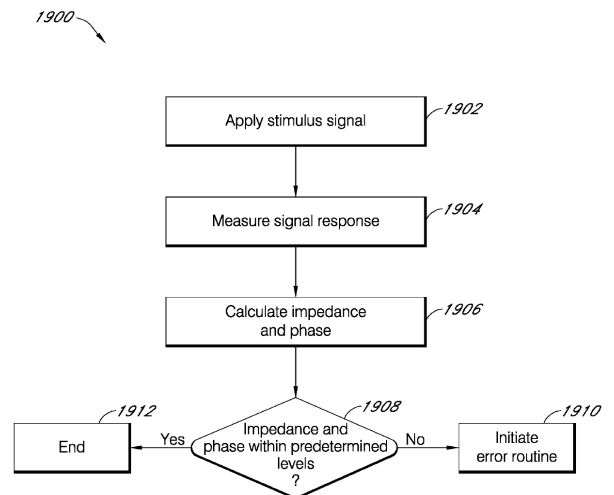 1900
Apply stimulus signal
1902
Measure signal response
1904
Calculate impedance
and phase
1906
1908
Impedance and
phase within predetermined
levels
?
Yes
No
1912
End
1910
Initiate
error routine